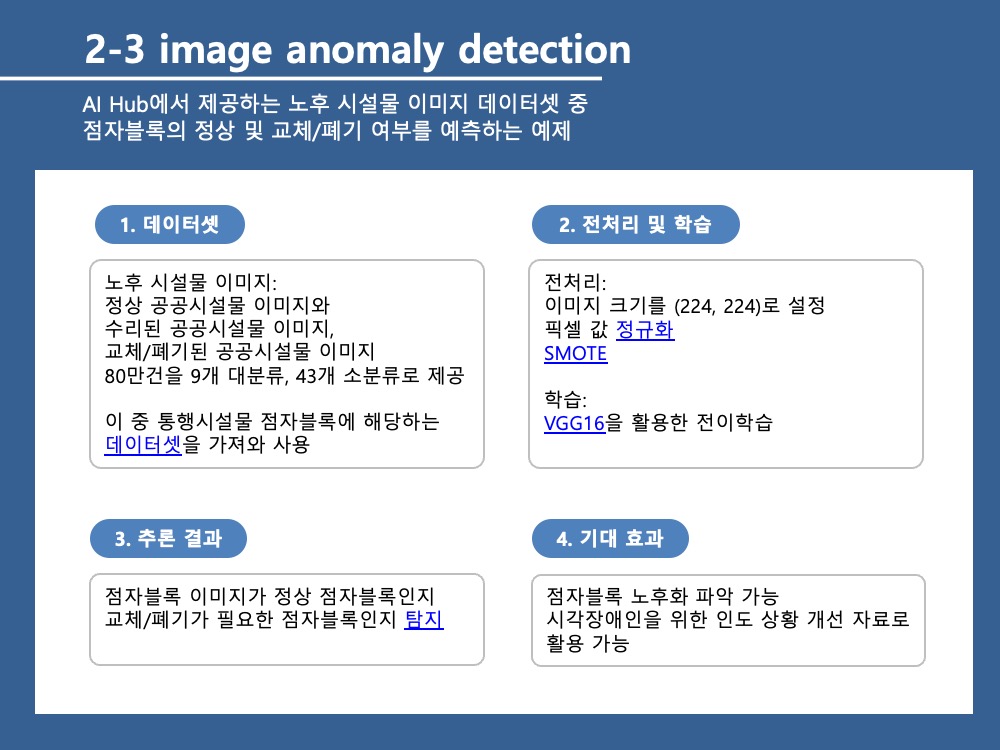 2-3 image anomaly detection
AI Hub에서 제공하는 노후 시설물 이미지 데이터셋 중
점자블록의 정상 및 교체/폐기 여부를 예측하는 예제
1. 데이터셋
노후 시설물 이미지:
정상 공공시설물 이미지와
수리된 공공시설물 이미지,
교체/폐기된 공공시설물 이미지
80만건을 9개 대분류, 43개 소분류로 제공
이 중 통행시설물 점자블록에 해당하는
데이터셋을 가져와 사용
2. 전처리 및 학습
전처리:
이미지 크기를 (224, 224)로 설정
픽셀 값 정규화
SMOTE
학습:
VGG16을 활용한 전이학습
3. 추론 결과
점자블록 이미지가 정상 점자블록인지
교체/폐기가 필요한 점자블록인지 탐지
4. 기대 효과
점자블록 노후화 파악 가능
시각장애인을 위한 인도 상황 개선 자료로
활용 가능